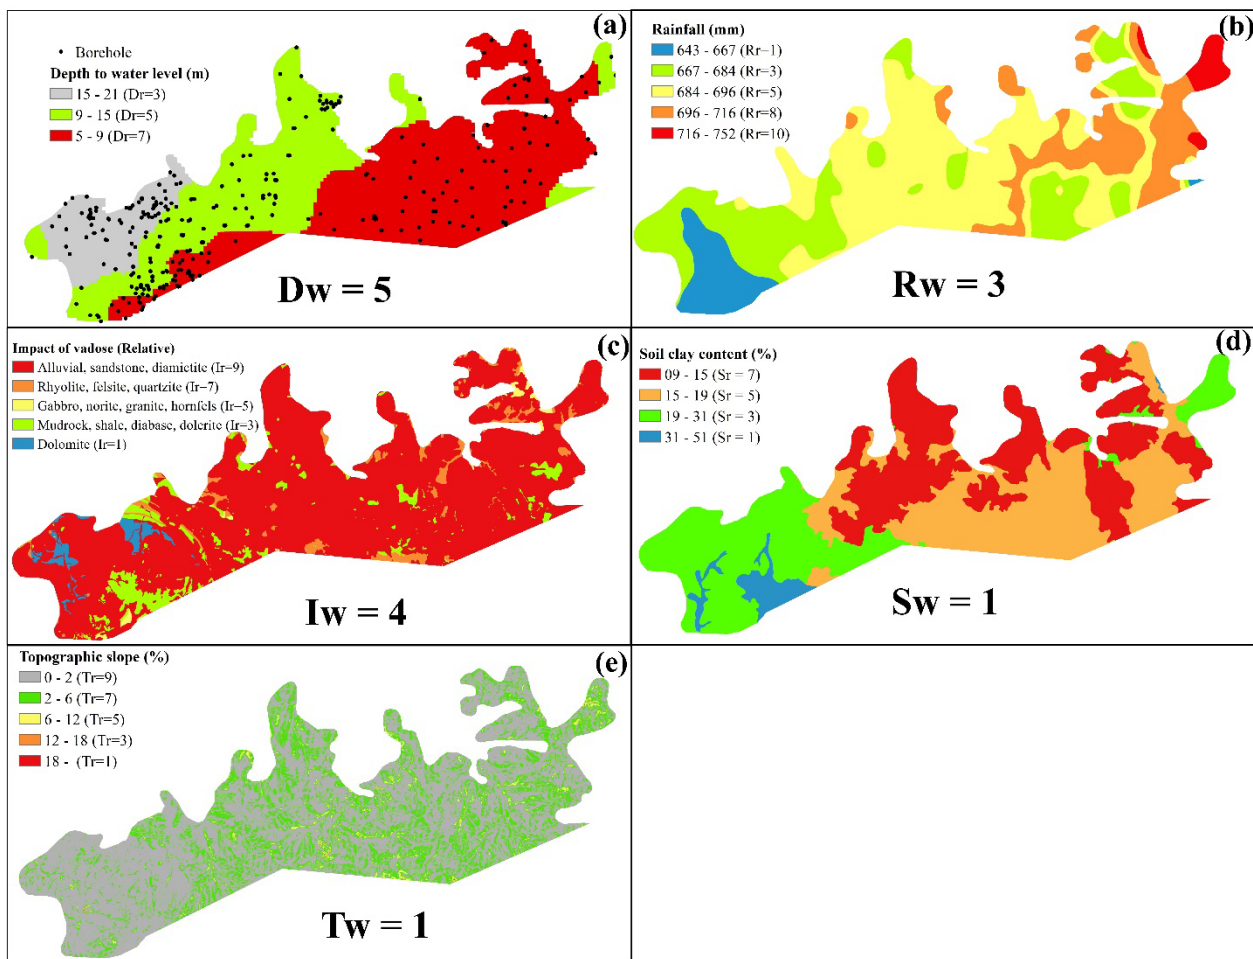 (a)
Borehole
Depth to water level (m)
15 - 21 (Dr=3)
9 - 15 (Dr=5)
5 - 9 (Dr=7)
Dw = 5
(b)
Rainfall (mm)
643 - 667 (Rr=1)
667 - 684 (Rr=3)
684 - 696 (Rr=5)
696 - 716 (Rr=8)
716 - 752 (Rr=10)
Rw = 3
(c)
Impact of vadose (Relative)
Alluvial, sandstone, diamictite (Ir=9)
Rhyolite, felsite, quartzite (Ir=7)
Gabbro, norite, granite, hornfels (Ir=5)
Mudrock, shale, diabase, dolerite (Ir=3)
Dolomite (Ir=1)
Iw = 4
(d)
Soil clay content (%)
09 - 15 (Sr = 7)
15 - 19 (Sr = 5)
19 - 31 (Sr = 3)
31 - 51 (Sr = 1)
Sw = 1
(e)
Topographic slope (%)
0 - 2 (Tr=9)
2 - 6 (Tr=7)
6 - 12 (Tr=5)
12 - 18 (Tr=3)
18 - (Tr=1)
Tw = 1